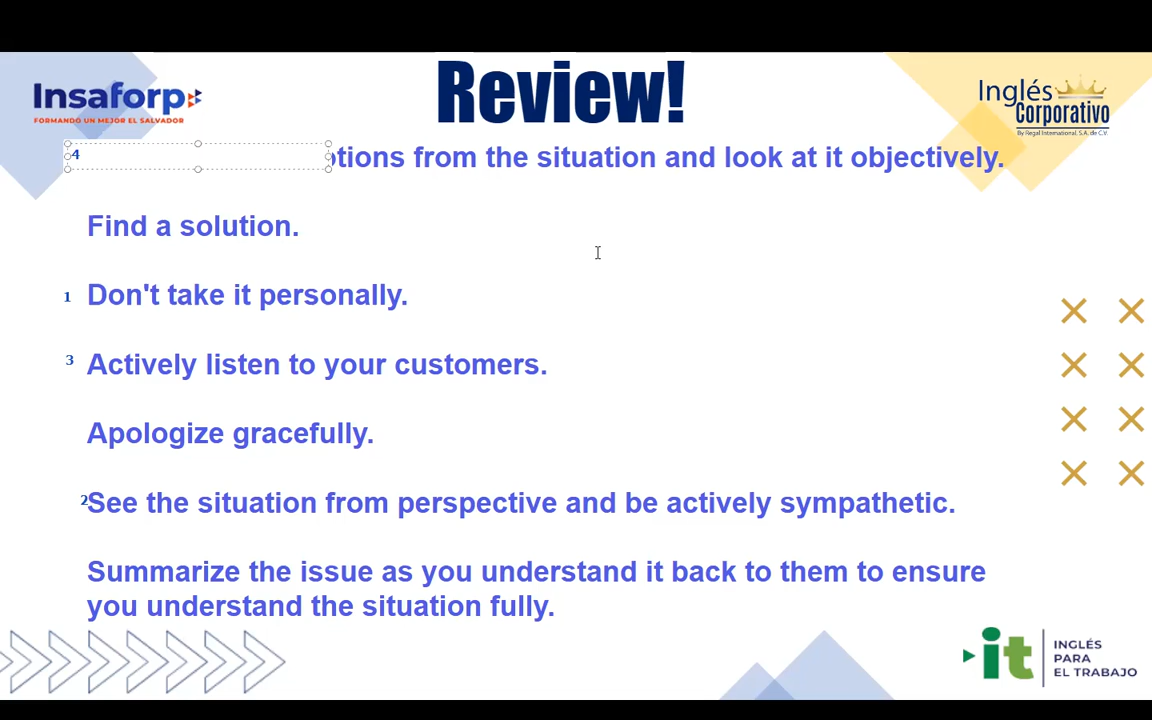 Review!
Insaforp
FORMANDO UN MEJOR EL SALVADOR
Inglés
Corporativo
By Regal International, S.A. de C.V.
4 from the situation and look at it objectively.
Find a solution.
1 Don't take it personally.
3 Actively listen to your customers.
Apologize gracefully.
2 See the situation from perspective and be actively sympathetic.
Summarize the issue as you understand it back to them to ensure
you understand the situation fully.
it
INGLÉS
PARA
EL TRABAJO